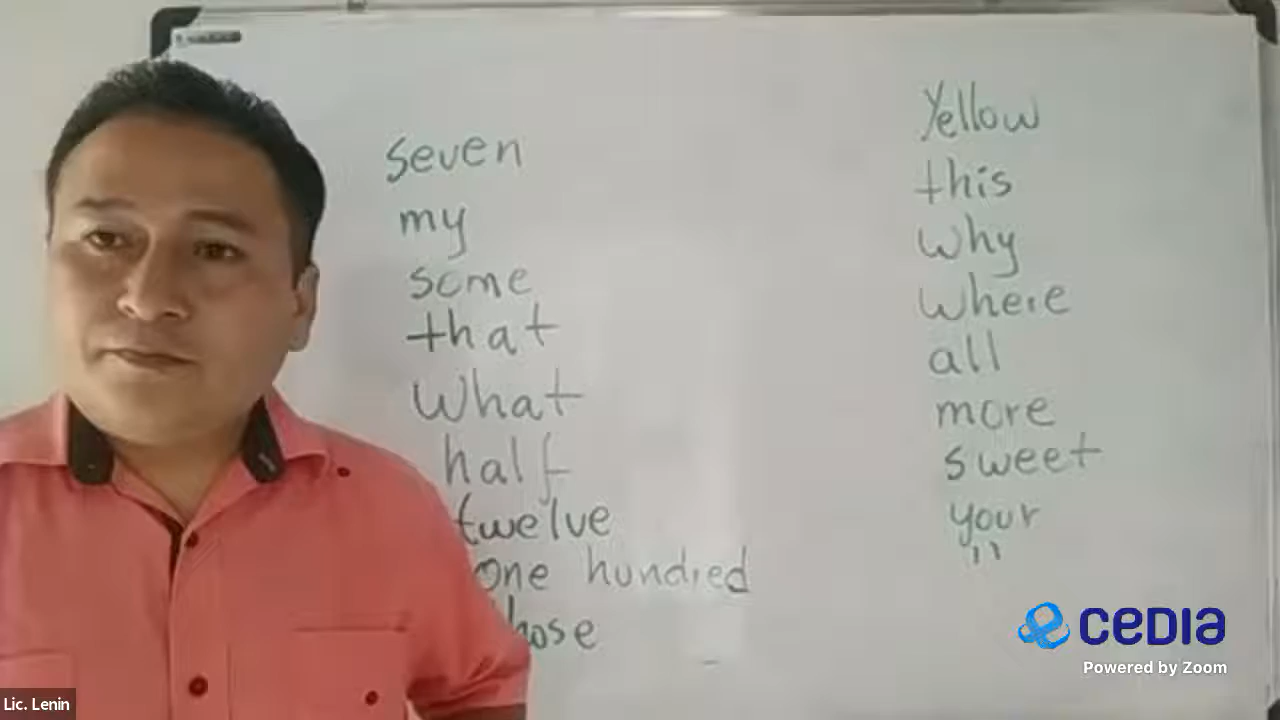 seven
my
some
that
What
half
twelve
One hundred
Yellow
this
why
where
all
more
sweet
your
"
cedia
Powered by Zoom
Lic. Lenin